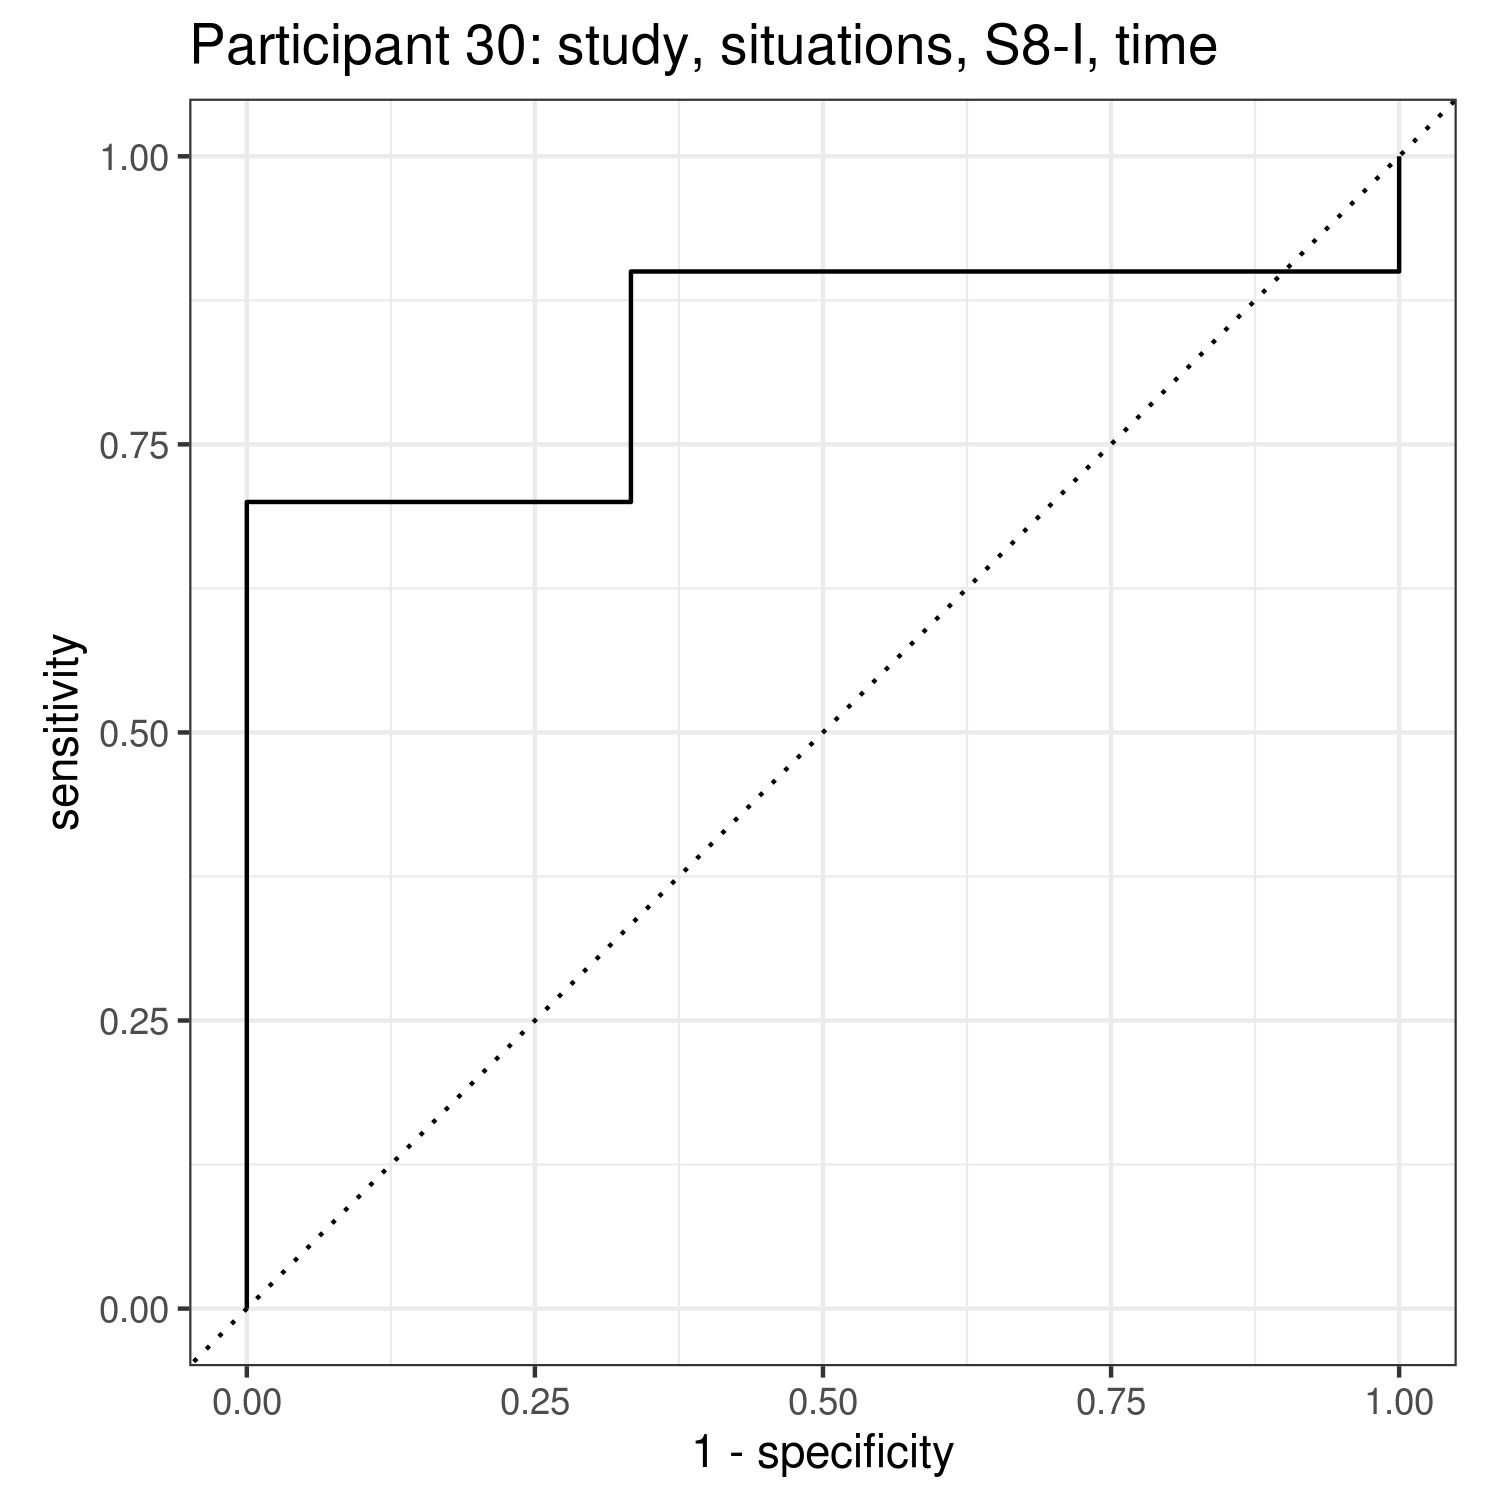 Participant 30: study, situations, S8-I, time
1.00
0.75
0.50
0.25
0.00
sensitivity
0.00 0.25 0.50 0.75 1.00
1 - specificity